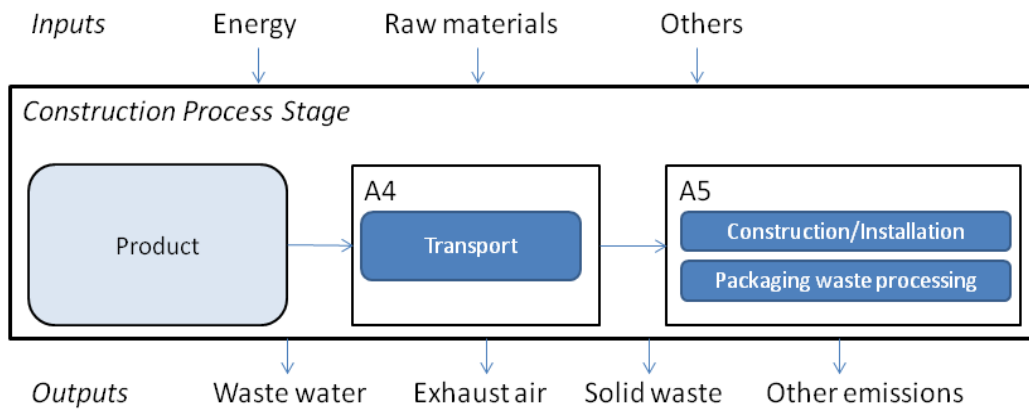 Inputs Energy Raw materials Others
Construction Process Stage
A4 A5
Product Transport Construction/Installation
Packaging waste processing
Outputs Waste water Exhaust air Solid waste Other emissions